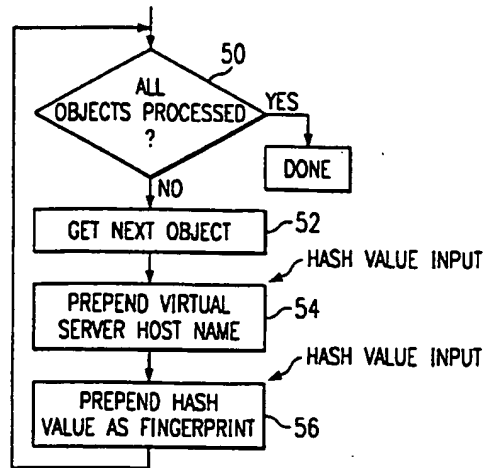 50
ALL
OBJECTS PROCESSED
?
YES
DONE
NO
GET NEXT OBJECT
52
HASH VALUE INPUT
PREPEND VIRTUAL
SERVER HOST NAME
54
HASH VALUE INPUT
PREPEND HASH
VALUE AS FINGERPRINT
56